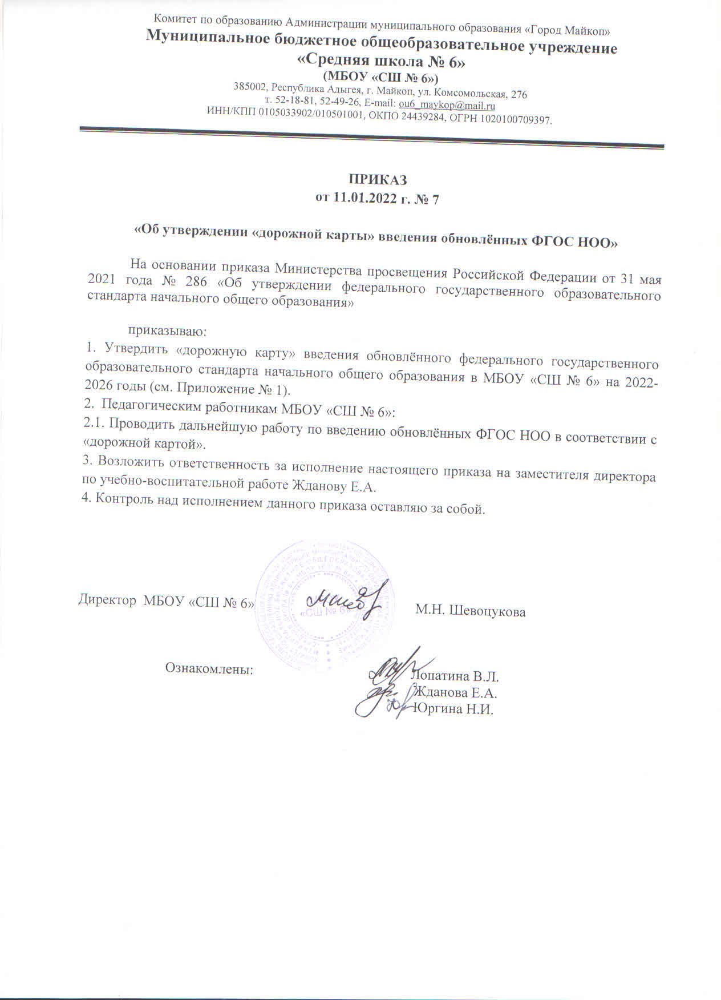 Комитет по образованию Администрации муниципального образования «Город Майкоп»
Муниципальное бюджетное общеобразовательное учреждение
«Средняя школа № 6»
(МБОУ «СШ № 6»)
385002, Республика Адыгея, г. Майкоп, ул. Комсомольская, 276
т. 52-18-81, 52-49-26, E-mail: ou6_maykop@mail.ru
ИНН/КПП 0105033902/010501001, ОКПО 24439284, ОГРН 1020100709397.
ПРИКАЗ
от 11.01.2022 г. № 7
«Об утверждении «дорожной карты» введения обновлённых ФГОС НОО»
На основании приказа Министерства просвещения Российской Федерации от 31 мая
2021 года № 286 «Об утверждении федерального государственного образовательного
стандарта начального общего образования»
приказываю:
1. Утвердить «дорожную карту» введения обновлённого федерального государственного
образовательного стандарта начального общего образования в МБОУ «СШ № 6» на 2022-
2026 годы (см. Приложение № 1).
2. Педагогическим работникам МБОУ «СШ № 6»:
2.1. Проводить дальнейшую работу по введению обновлённых ФГОС НОО в соответствии с
«дорожной картой».
3. Возложить ответственность за исполнение настоящего приказа на заместителя директора
по учебно-воспитательной работе Жданову Е.А.
4. Контроль над исполнением данного приказа оставляю за собой.
Директор МБОУ «СШ № 6»
«СШ № 6»
М.Н. Шевоцукова
Ознакомлены:
Лопатина В.Л.
Жданова Е.А.
Юргина Н.И.